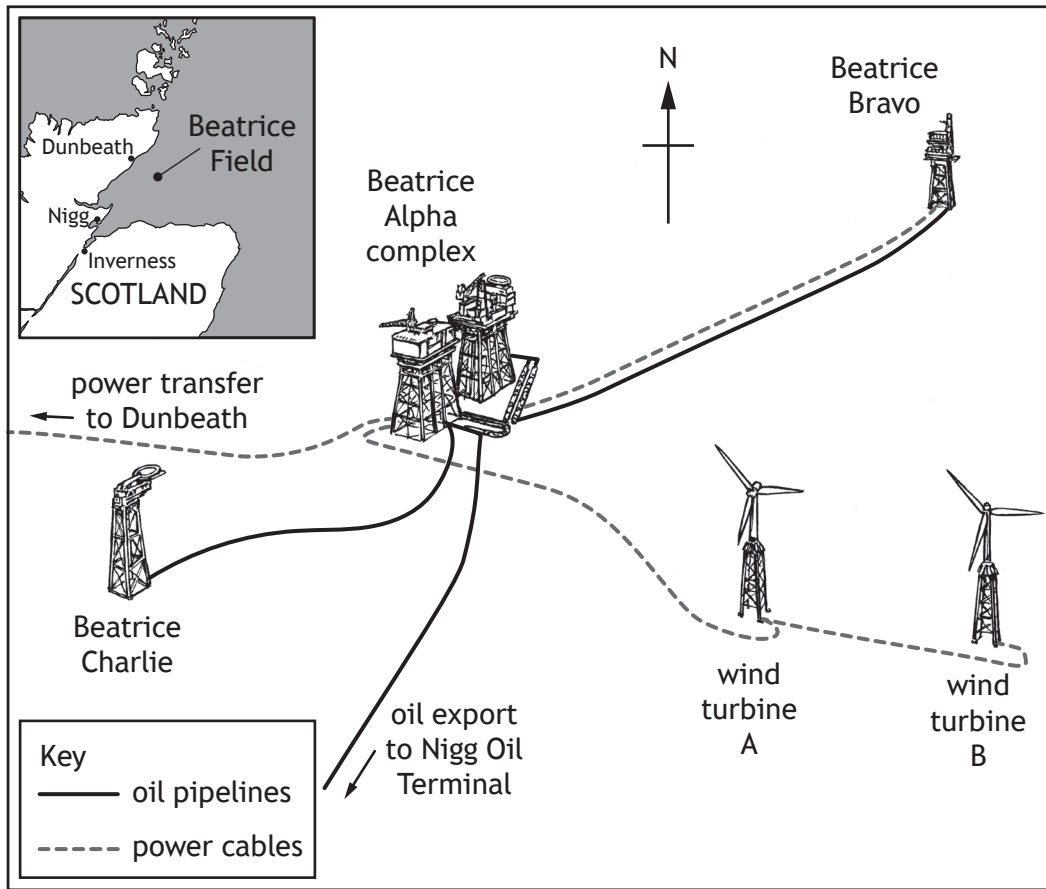 Dunbeath
Beatrice
Field
Nigg
Inverness
SCOTLAND
N
Beatrice
Bravo
Beatrice
Alpha
complex
power transfer
to Dunbeath
Beatrice
Charlie
wind
turbine
A
wind
turbine
B
oil export
to Nigg Oil
Terminal
Key
oil pipelines
power cables